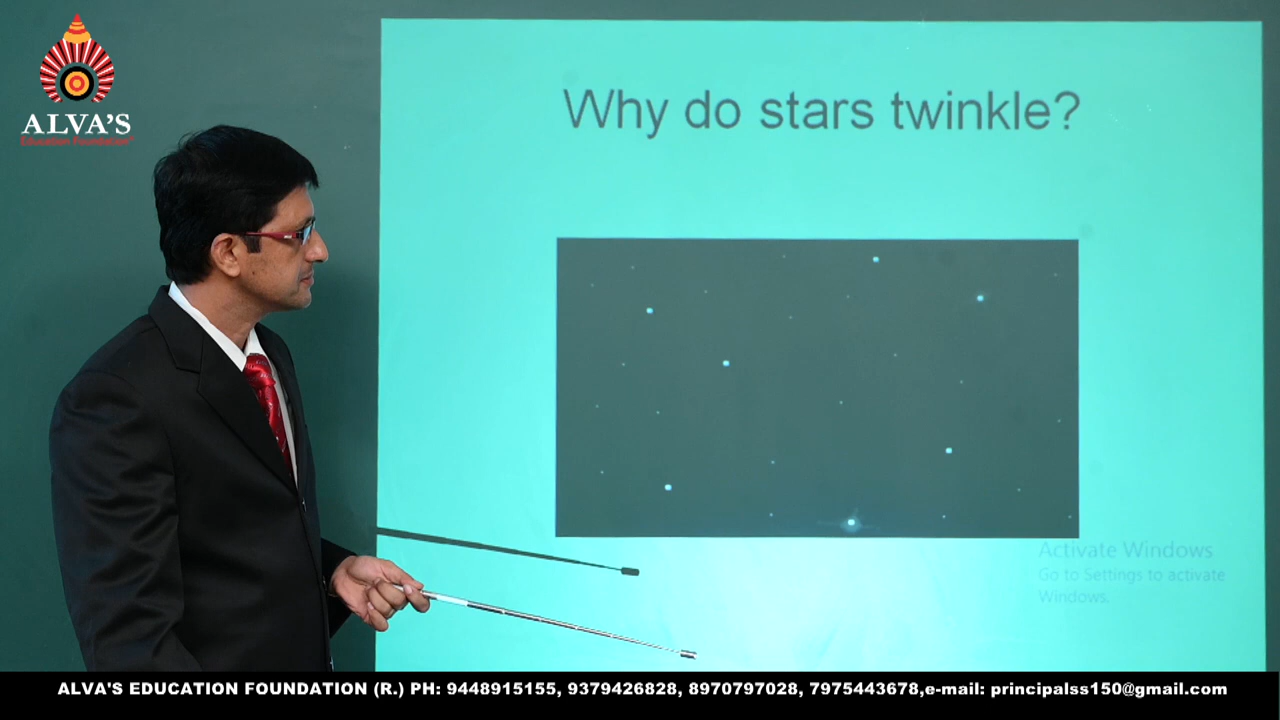 ALVA'S
Education Foundation
Why do stars twinkle?
Activate Windows
Go to Settings to activate
Windows.
ALVA'S EDUCATION FOUNDATION (R.) PH: 9448915155, 9379426828, 8970797028, 7975443678,e-mail: principalss150@gmail.com